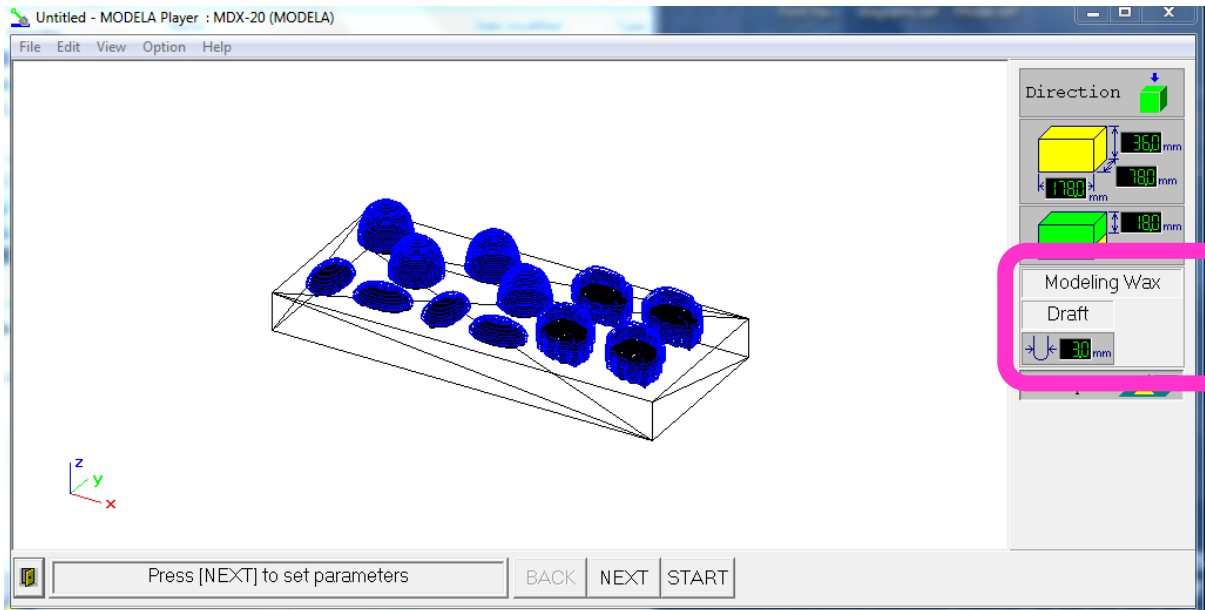 Untitled - MODELA Player : MDX-20 (MODELA)
File Edit View Option Help
Direction
36.0 mm
78.0 mm
178.0 mm
18.0 mm
Modeling Wax
Draft
3.0 mm
z
y
x
Press [NEXT] to set parameters
BACK NEXT START